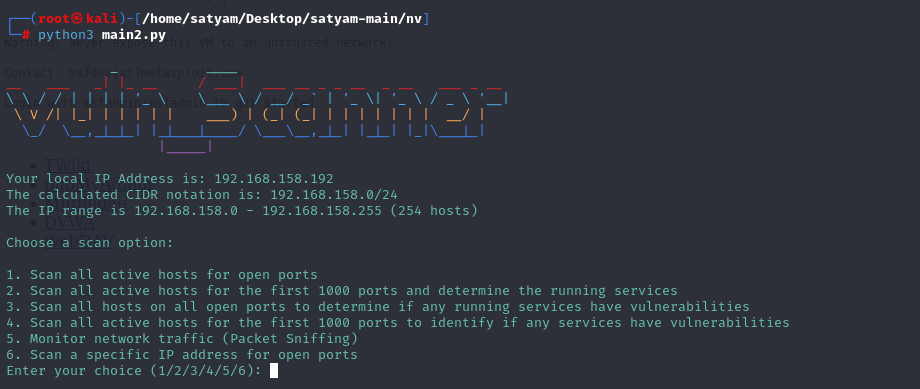 ┌──(root㉿kali)-[/home/satyam/Desktop/satyam-main/nv]
└─# python3 main2.py
Warning: Never expose this VM to an untrusted network!
Contact: msfdev[at]metasploit.com
vuln_Scanner
TWiki
DVWA
WebDAV
Your local IP Address is: 192.168.158.192
The calculated CIDR notation is: 192.168.158.0/24
The IP range is 192.168.158.0 - 192.168.158.255 (254 hosts)
Choose a scan option:
1. Scan all active hosts for open ports
2. Scan all active hosts for the first 1000 ports and determine the running services
3. Scan all hosts on all open ports to determine if any running services have vulnerabilities
4. Scan all active hosts for the first 1000 ports to identify if any services have vulnerabilities
5. Monitor network traffic (Packet Sniffing)
6. Scan a specific IP address for open ports
Enter your choice (1/2/3/4/5/6):